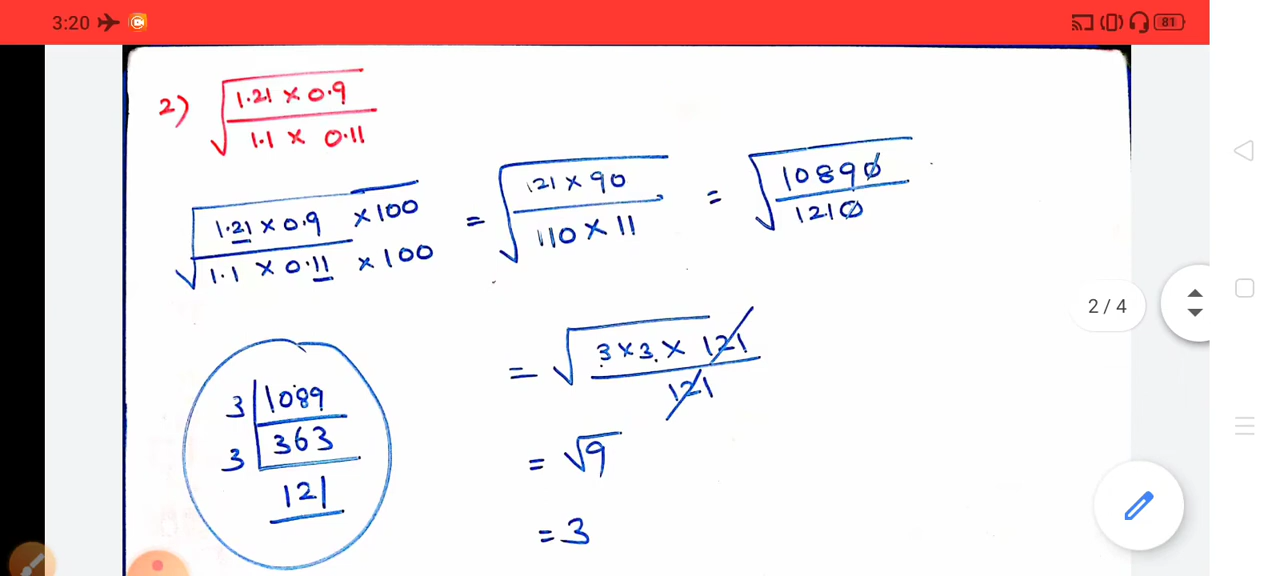 3:20 81
2) √(1.21 × 0.9 / 1.1 × 0.11)
√(1.21 × 0.9 × 100 / 1.1 × 0.11 × 100) = √(121 × 90 / 110 × 11) = √(10890 / 1210)
2 / 4
= √(3 × 3 × 121 / 121)
3 | 1089
3 | 363
121
= √9
= 3